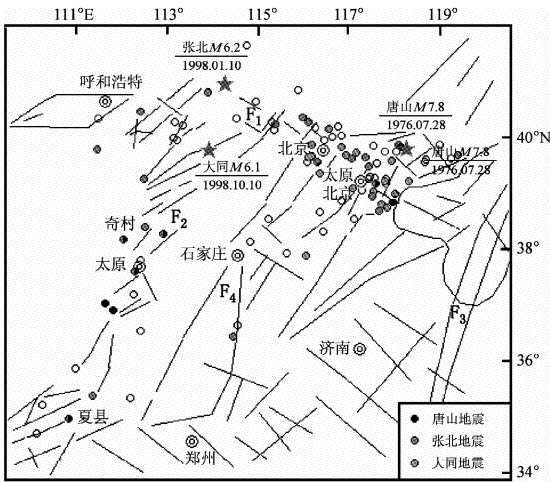 111°E
113°
115°
117°
119°
张北M6.2
1998.01.10
呼和浩特
F1
唐山M7.8
1976.07.28
40°N
北京
大同M6.1
1998.10.10
太原
北京
唐山M7.8
1976.07.28
奇村
F2
太原
石家庄
38°
F4
F3
济南
36°
夏县
郑州
唐山地震
张北地震
大同地震
34°